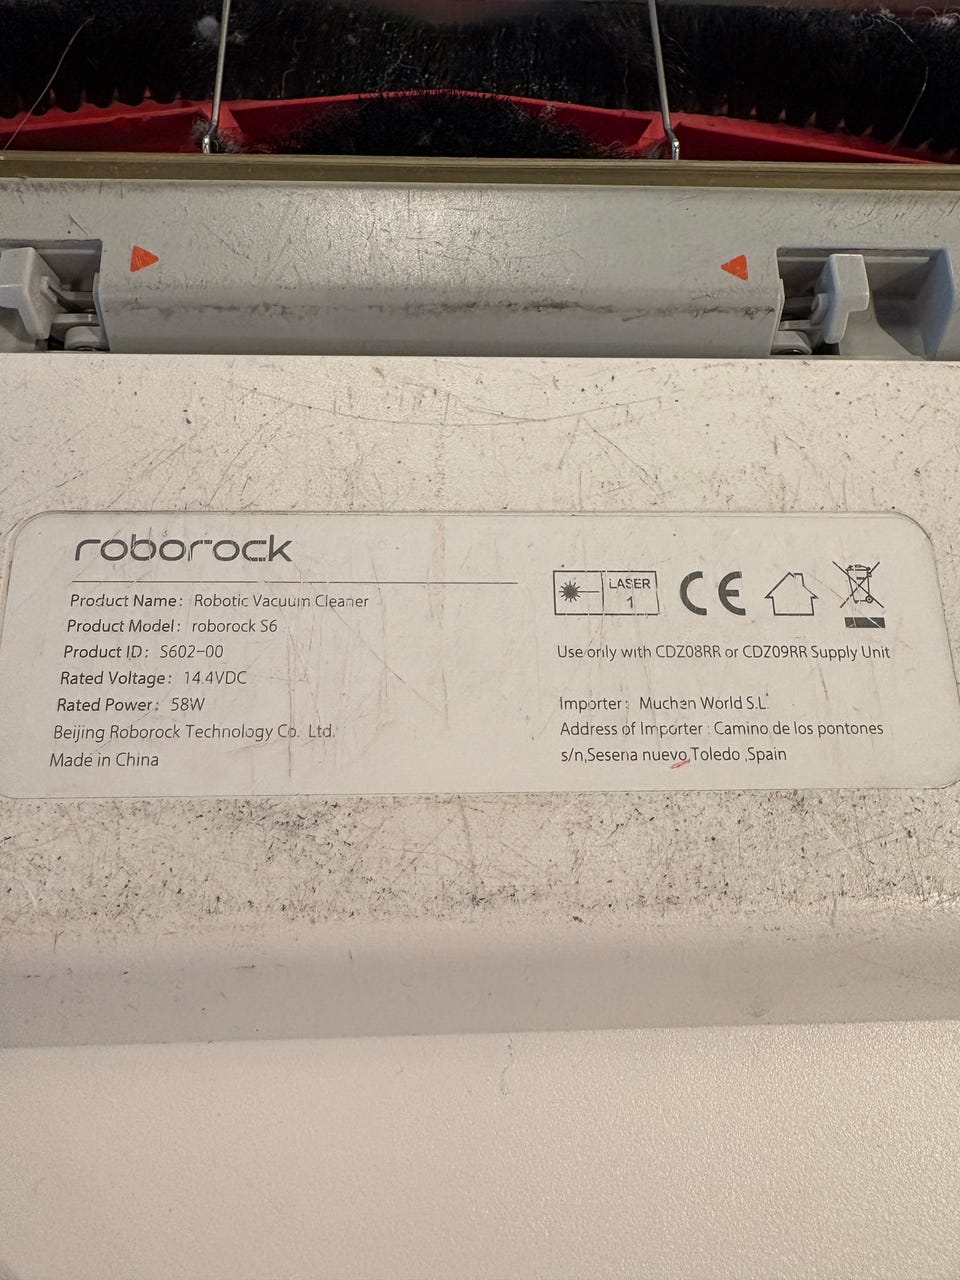 roborock
Product Name: Robotic Vacuum Cleaner
Product Model: roborock S6
Product ID: S602-00
Rated Voltage: 14.4VDC
Rated Power: 58W
Beijing Roborock Technology Co. Ltd.
Made in China
LASER
1
CE
Use only with CDZ08RR or CDZ09RR Supply Unit
Importer: Muchan World S.L.
Address of Importer : Camino de los pontones
s/n,Sesena nuevo,Toledo ,Spain